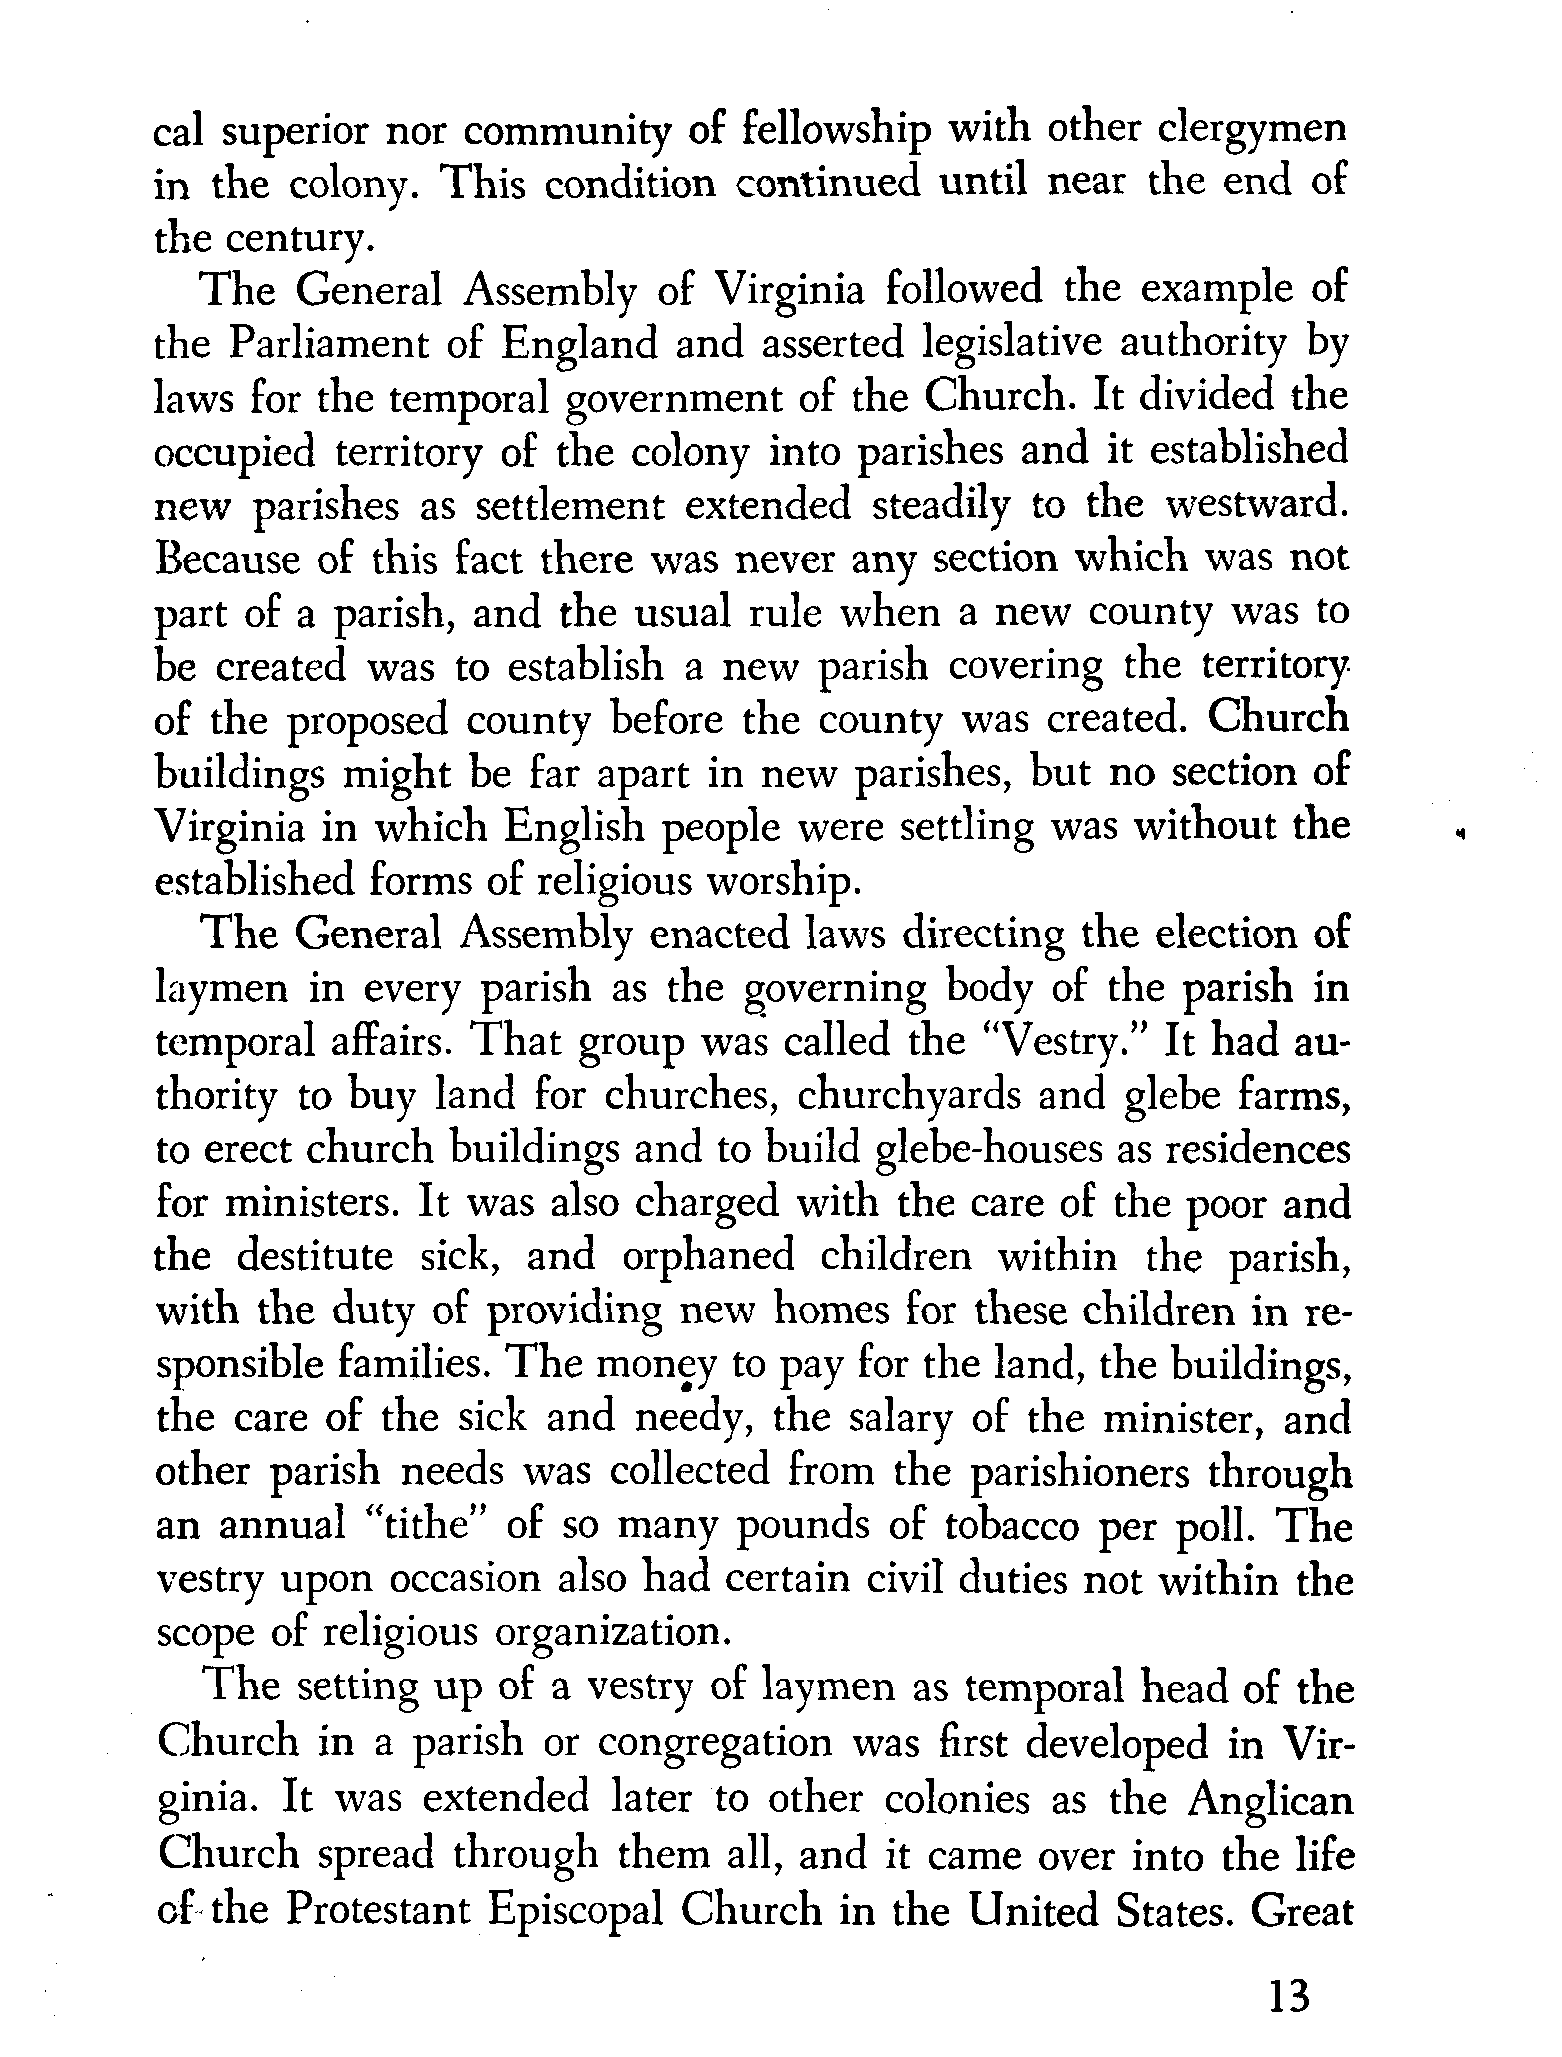 cal superior nor community of fellowship with other clergymen
in the colony. This condition continued until near the end of
the century.
The General Assembly of Virginia followed the example of
the Parliament of England and asserted legislative authority by
laws for the temporal government of the Church. It divided the
occupied territory of the colony into parishes and it established
new parishes as settlement extended steadily to the westward.
Because of this fact there was never any section which was not
part of a parish, and the usual rule when a new county was to
be created was to establish a new parish covering the territory
of the proposed county before the county was created. Church
buildings might be far apart in new parishes, but no section of
Virginia in which English people were settling was without the
established forms of religious worship.
The General Assembly enacted laws directing the election of
laymen in every parish as the governing body of the parish in
temporal affairs. That group was called the “Vestry.” It had au-
thority to buy land for churches, churchyards and glebe farms,
to erect church buildings and to build glebe-houses as residences
for ministers. It was also charged with the care of the poor and
the destitute sick, and orphaned children within the parish,
with the duty of providing new homes for these children in re-
sponsible families. The money to pay for the land, the buildings,
the care of the sick and needy, the salary of the minister, and
other parish needs was collected from the parishioners through
an annual “tithe” of so many pounds of tobacco per poll. The
vestry upon occasion also had certain civil duties not within the
scope of religious organization.
The setting up of a vestry of laymen as temporal head of the
Church in a parish or congregation was first developed in Vir-
ginia. It was extended later to other colonies as the Anglican
Church spread through them all, and it came over into the life
of the Protestant Episcopal Church in the United States. Great
13